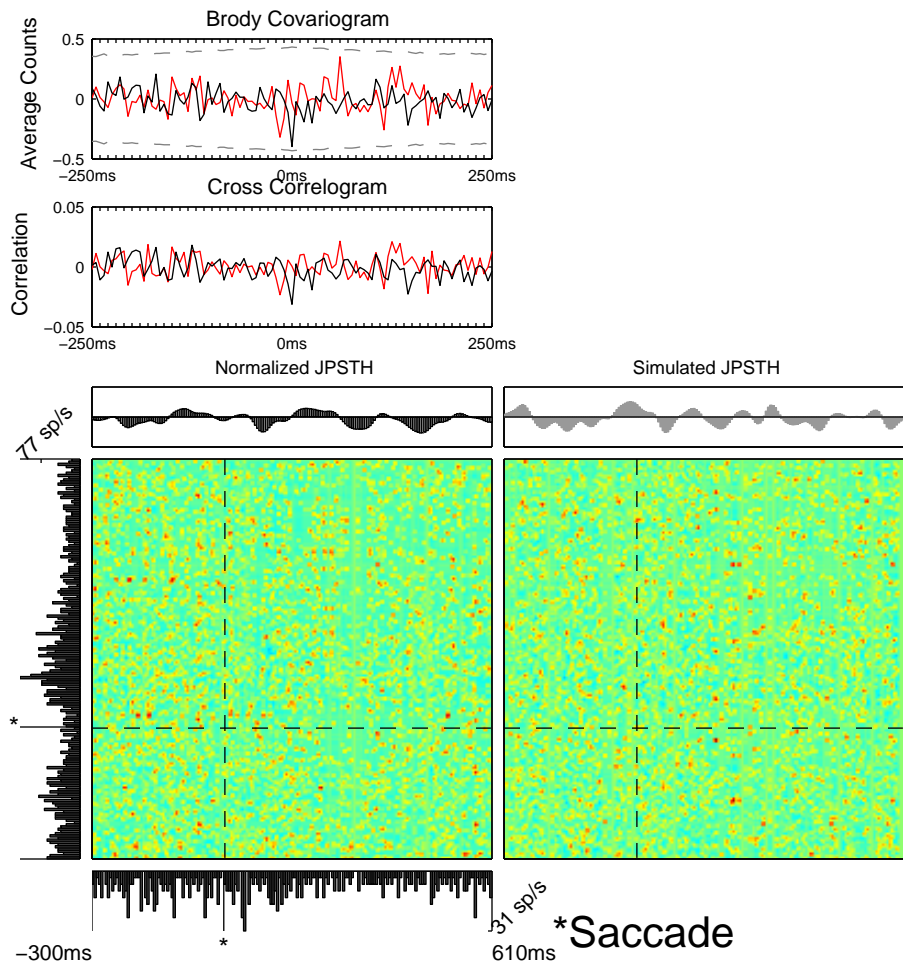 Brody Covariogram
Average Counts
0.5
0
−0.5
−250ms 0ms 250ms
Cross Correlogram
Correlation
0.05
0
−0.05
−250ms 0ms 250ms
Normalized JPSTH
Simulated JPSTH
77 sp/s
*
31 sp/s
*
*Saccade
−300ms
610ms